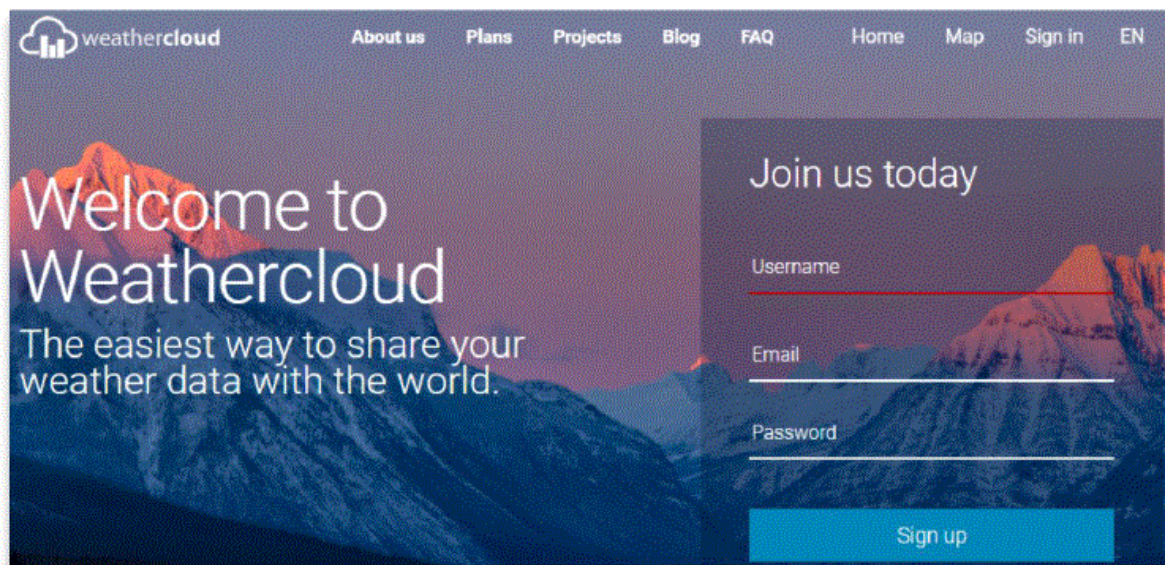 weathercloud
About us Plans Projects Blog FAQ Home Map Sign in EN
Welcome to
Weathercloud
The easiest way to share your
weather data with the world.
Join us today
Username
Email
Password
Sign up